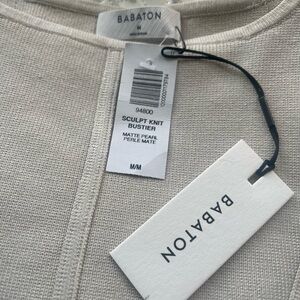 BABATON
M
94800
SCULPT KNIT
BUSTIER
MATTE PEARL
PERLE MATE
M/M
BABATON